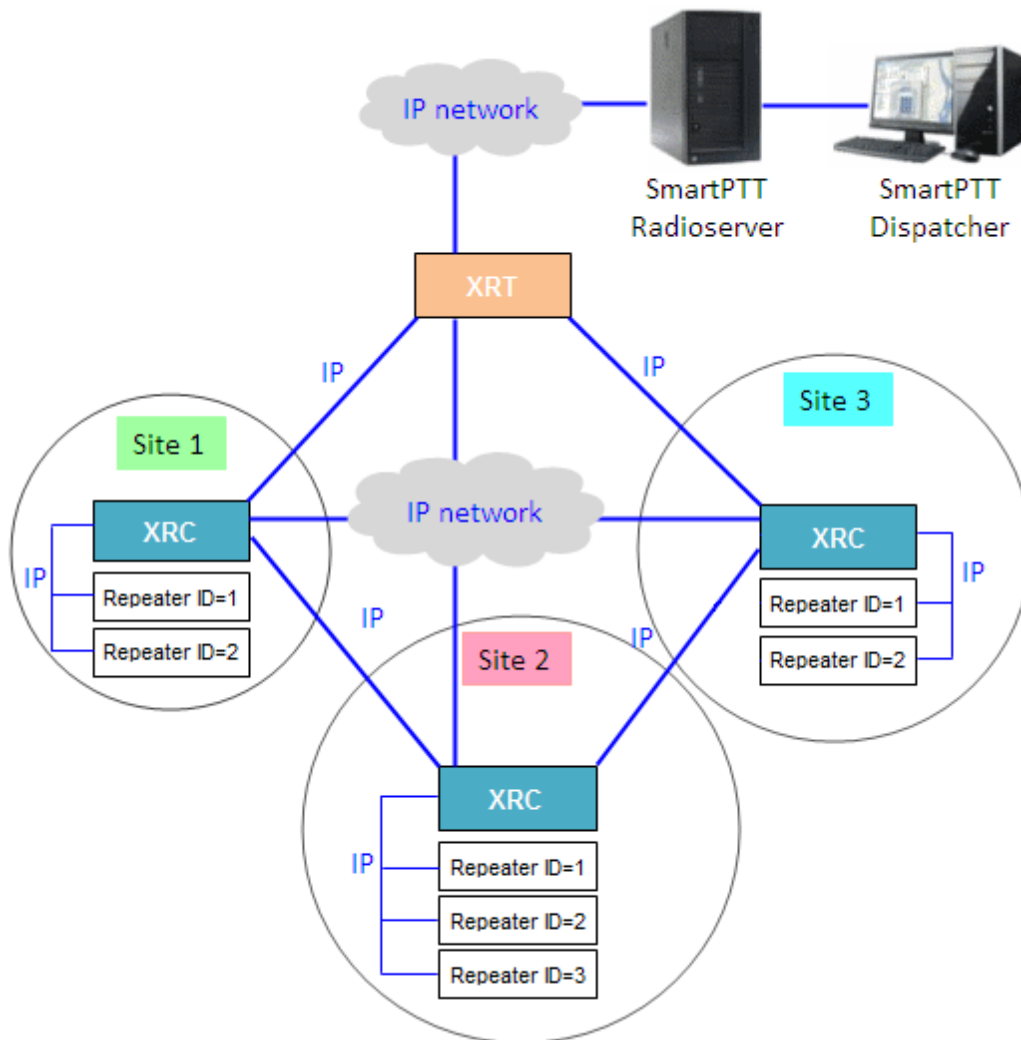 IP network
SmartPTT
Radioserver
SmartPTT
Dispatcher
XRT
IP
IP
Site 1
Site 3
XRC
IP network
XRC
IP
Repeater ID=1
Repeater ID=2
IP
Repeater ID=1
Repeater ID=2
IP
IP
Site 2
XRC
IP
Repeater ID=1
Repeater ID=2
Repeater ID=3